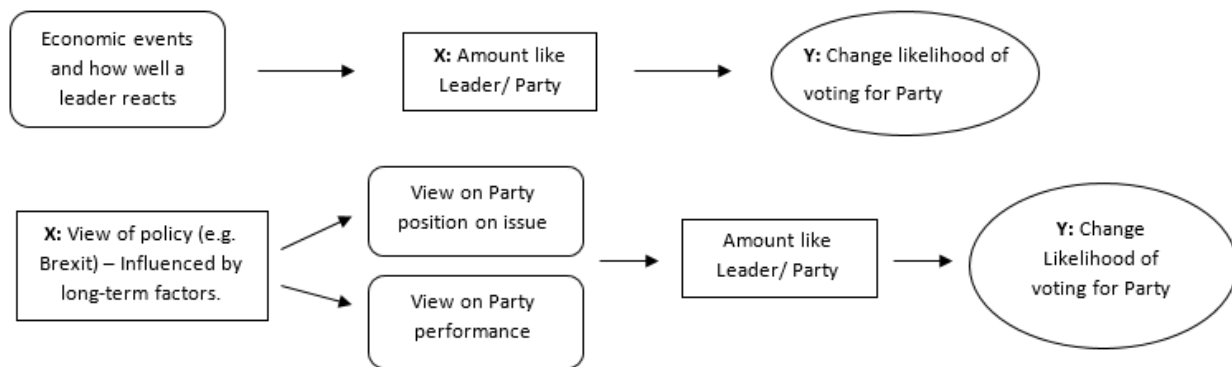 Economic events
and how well a
leader reacts
X: Amount like
Leader/ Party
Y: Change likelihood of
voting for Party
X: View of policy (e.g.
Brexit) – Influenced by
long-term factors.
View on Party
position on issue
View on Party
performance
Amount like
Leader/ Party
Y: Change
Likelihood of
voting for Party